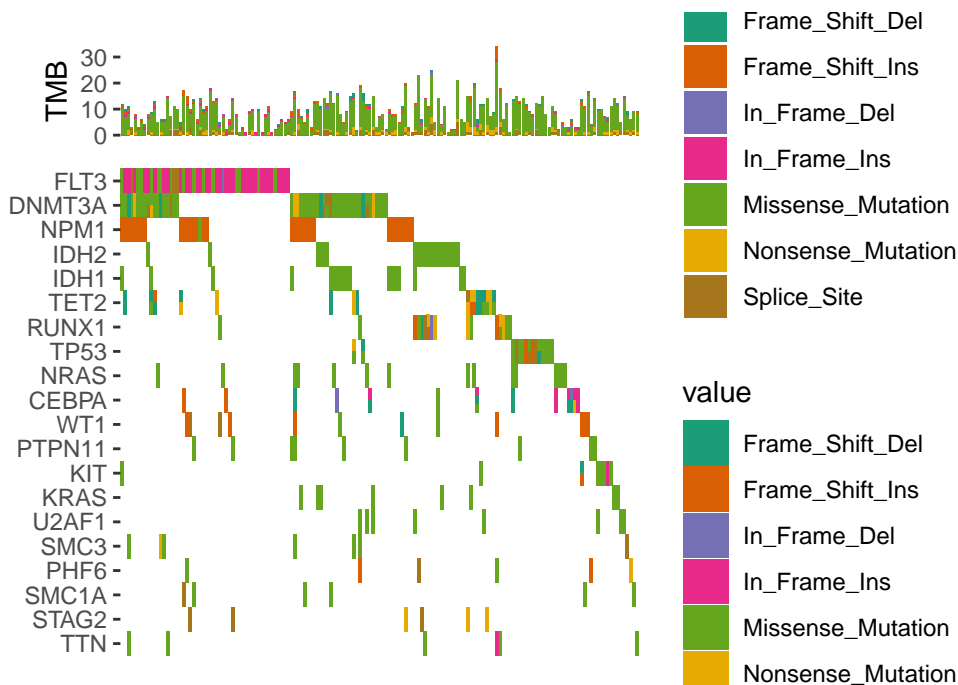 TMB
30
20
10
0
FLT3
DNMT3A
NPM1
IDH2
IDH1
TET2
RUNX1
TP53
NRAS
CEBPA
WT1
PTPN11
KIT
KRAS
U2AF1
SMC3
PHF6
SMC1A
STAG2
TTN
Frame_Shift_Del
Frame_Shift_Ins
In_Frame_Del
In_Frame_Ins
Missense_Mutation
Nonsense_Mutation
Splice_Site
value
Frame_Shift_Del
Frame_Shift_Ins
In_Frame_Del
In_Frame_Ins
Missense_Mutation
Nonsense_Mutation